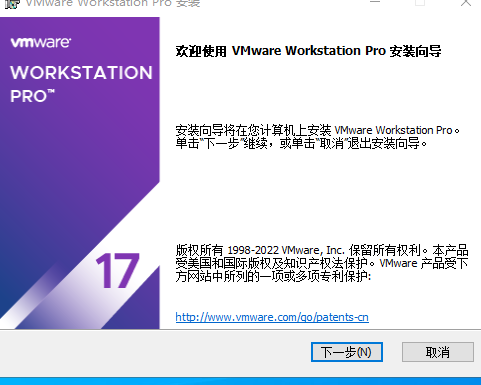 VMware Workstation Pro 安装
vmware
WORKSTATION
PRO™
17
欢迎使用 VMware Workstation Pro 安装向导
安装向导将在您计算机上安装 VMware Workstation Pro。
单击“下一步”继续，或单击“取消”退出安装向导。
版权所有 1998-2022 VMware, Inc. 保留所有权利。本产品
受美国和国际版权及知识产权法保护。VMware 产品受下
方网站中所列的一项或多项专利保护:
http://www.vmware.com/go/patents-cn
下一步(N)
取消